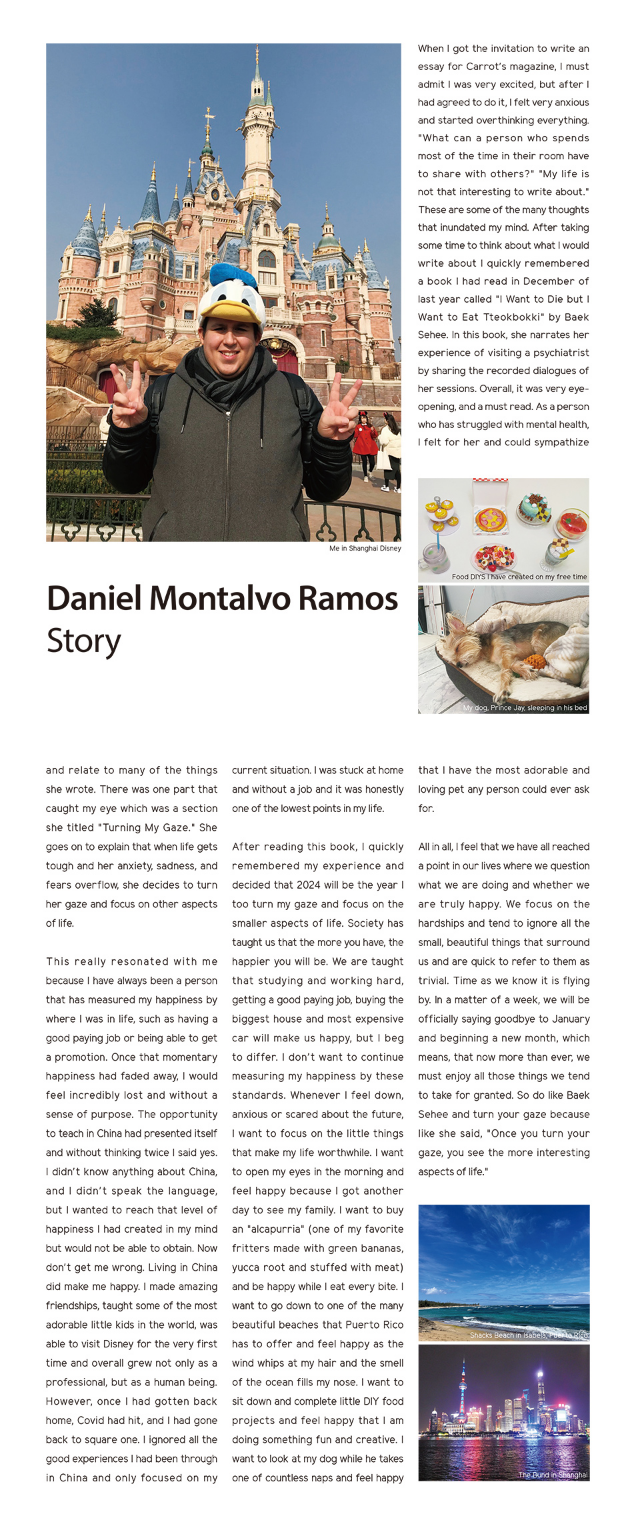 When I got the invitation to write an
essay for Carrot's magazine, I must
admit I was very excited, but after I
had agreed to do it, I felt very anxious
and started overthinking everything.
"What can a person who spends
most of the time in their room have
to share with others?" "My life is
not that interesting to write about."
These are some of the many thoughts
that inundated my mind. After taking
some time to think about what I would
write about I quickly remembered
a book I had read in December of
last year called "I Want to Die but I
Want to Eat Tteokbokki" by Baek
Sehee. In this book, she narrates her
experience of visiting a psychiatrist
by sharing the recorded dialogues of
her sessions. Overall, it was very eye-
opening, and a must read. As a person
who has struggled with mental health,
I felt for her and could sympathize
Me in Shanghai Disney
Food DIYS I have created on my free time
My dog, Prince Jay, sleeping in his bed
Daniel Montalvo Ramos
Story
and relate to many of the things
she wrote. There was one part that
caught my eye which was a section
she titled "Turning My Gaze." She
goes on to explain that when life gets
tough and her anxiety, sadness, and
fears overflow, she decides to turn
her gaze and focus on other aspects
of life.
This really resonated with me
because I have always been a person
that has measured my happiness by
where I was in life, such as having a
good paying job or being able to get
a promotion. Once that momentary
happiness had faded away, I would
feel incredibly lost and without a
sense of purpose. The opportunity
to teach in China had presented itself
and without thinking twice I said yes.
I didn't know anything about China,
and I didn't speak the language,
but I wanted to reach that level of
happiness I had created in my mind
but would not be able to obtain. Now
don't get me wrong. Living in China
did make me happy. I made amazing
friendships, taught some of the most
adorable little kids in the world, was
able to visit Disney for the very first
time and overall grew not only as a
professional, but as a human being.
However, once I had gotten back
home, Covid had hit, and I had gone
back to square one. I ignored all the
good experiences I had been through
in China and only focused on my
current situation. I was stuck at home
and without a job and it was honestly
one of the lowest points in my life.
After reading this book, I quickly
remembered my experience and
decided that 2024 will be the year I
too turn my gaze and focus on the
smaller aspects of life. Society has
taught us that the more you have, the
happier you will be. We are taught
that studying and working hard,
getting a good paying job, buying the
biggest house and most expensive
car will make us happy, but I beg
to differ. I don't want to continue
measuring my happiness by these
standards. Whenever I feel down,
anxious or scared about the future,
I want to focus on the little things
that make my life worthwhile. I want
to open my eyes in the morning and
feel happy because I got another
day to see my family. I want to buy
an "alcapurria" (one of my favorite
fritters made with green bananas,
yucca root and stuffed with meat)
and be happy while I eat every bite. I
want to go down to one of the many
beautiful beaches that Puerto Rico
has to offer and feel happy as the
wind whips at my hair and the smell
of the ocean fills my nose. I want to
sit down and complete little DIY food
projects and feel happy that I am
doing something fun and creative. I
want to look at my dog while he takes
one of countless naps and feel happy
that I have the most adorable and
loving pet any person could ever ask
for.
All in all, I feel that we have all reached
a point in our lives where we question
what we are doing and whether we
are truly happy. We focus on the
hardships and tend to ignore all the
small, beautiful things that surround
us and are quick to refer to them as
trivial. Time as we know it is flying
by. In a matter of a week, we will be
officially saying goodbye to January
and beginning a new month, which
means, that now more than ever, we
must enjoy all those things we tend
to take for granted. So do like Baek
Sehee and turn your gaze because
like she said, "Once you turn your
gaze, you see the more interesting
aspects of life."
Shacks Beach in Isabela, Puerto Rico
The Bund in Shanghai